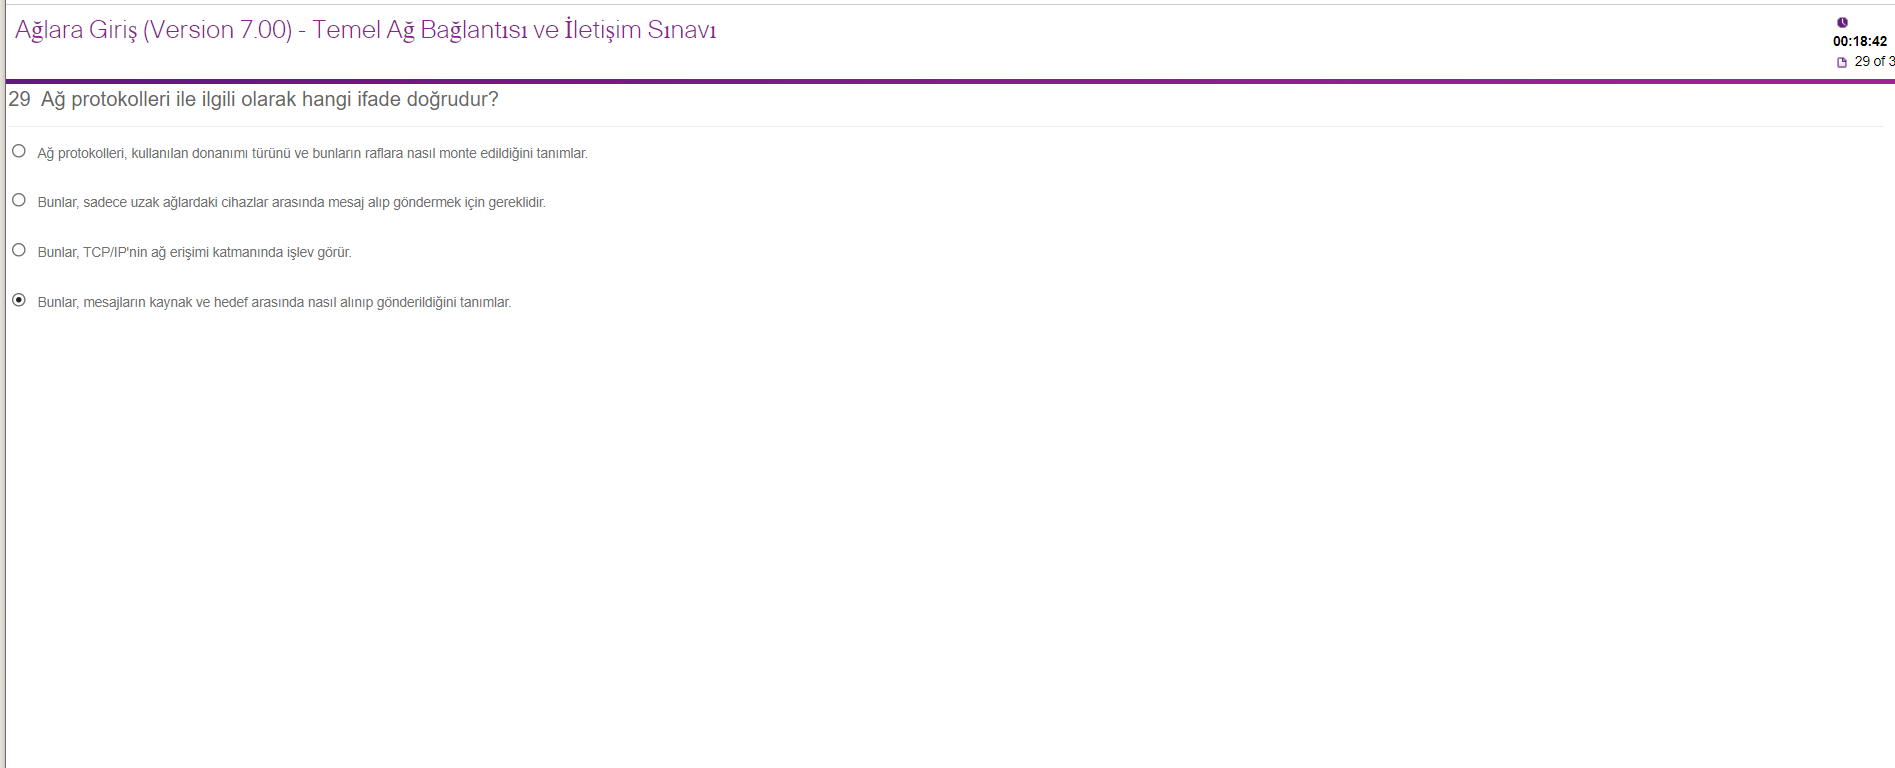 Ağlara Giriş (Version 7.00) - Temel Ağ Bağlantısı ve İletişim Sınavı
00:18:42
29 of 3
29 Ağ protokolleri ile ilgili olarak hangi ifade doğrudur?
Ağ protokolleri, kullanılan donanımı türünü ve bunların raflara nasıl monte edildiğini tanımlar.
Bunlar, sadece uzak ağlardaki cihazlar arasında mesaj alıp göndermek için gereklidir.
Bunlar, TCP/IP'nin ağ erişimi katmanında işlev görür.
Bunlar, mesajların kaynak ve hedef arasında nasıl alınıp gönderildiğini tanımlar.